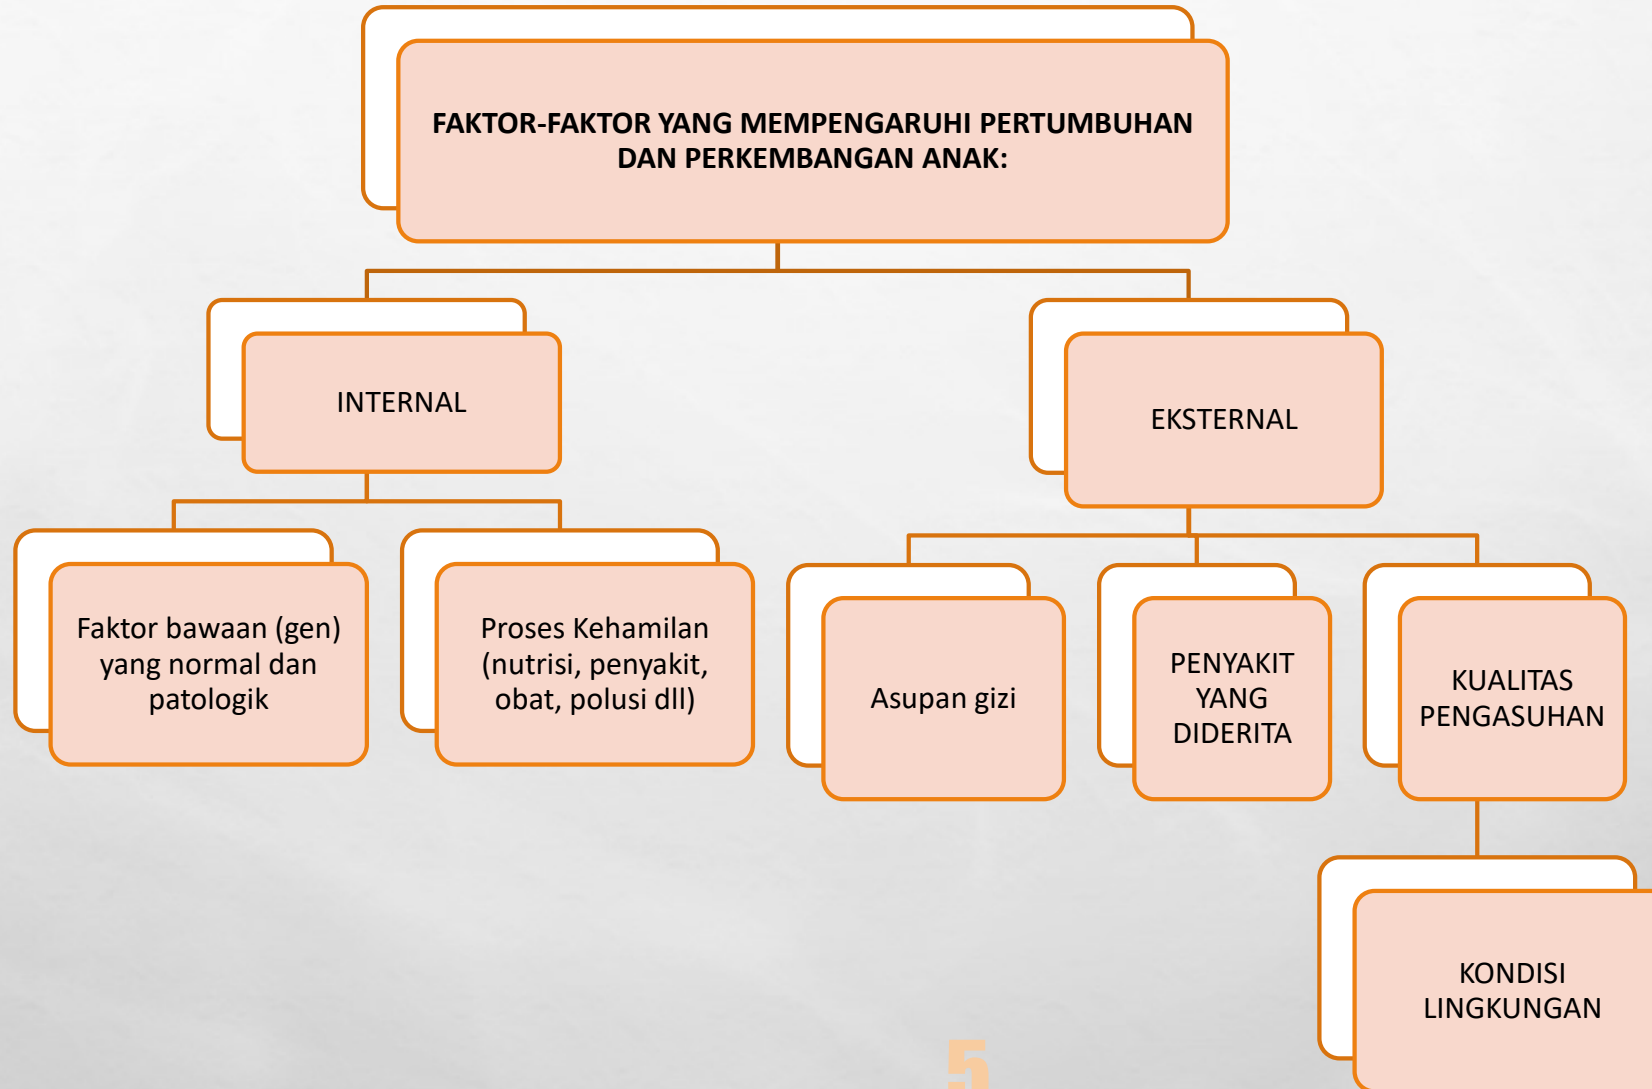 FAKTOR-FAKTOR YANG MEMPENGARUHI PERTUMBUHAN
DAN PERKEMBANGAN ANAK:
INTERNAL
EKSTERNAL
Faktor bawaan (gen)
yang normal dan
patologik
Proses Kehamilan
(nutrisi, penyakit,
obat, polusi dll)
Asupan gizi
PENYAKIT
YANG
DIDERITA
KUALITAS
PENGASUHAN
KONDISI
LINGKUNGAN
5